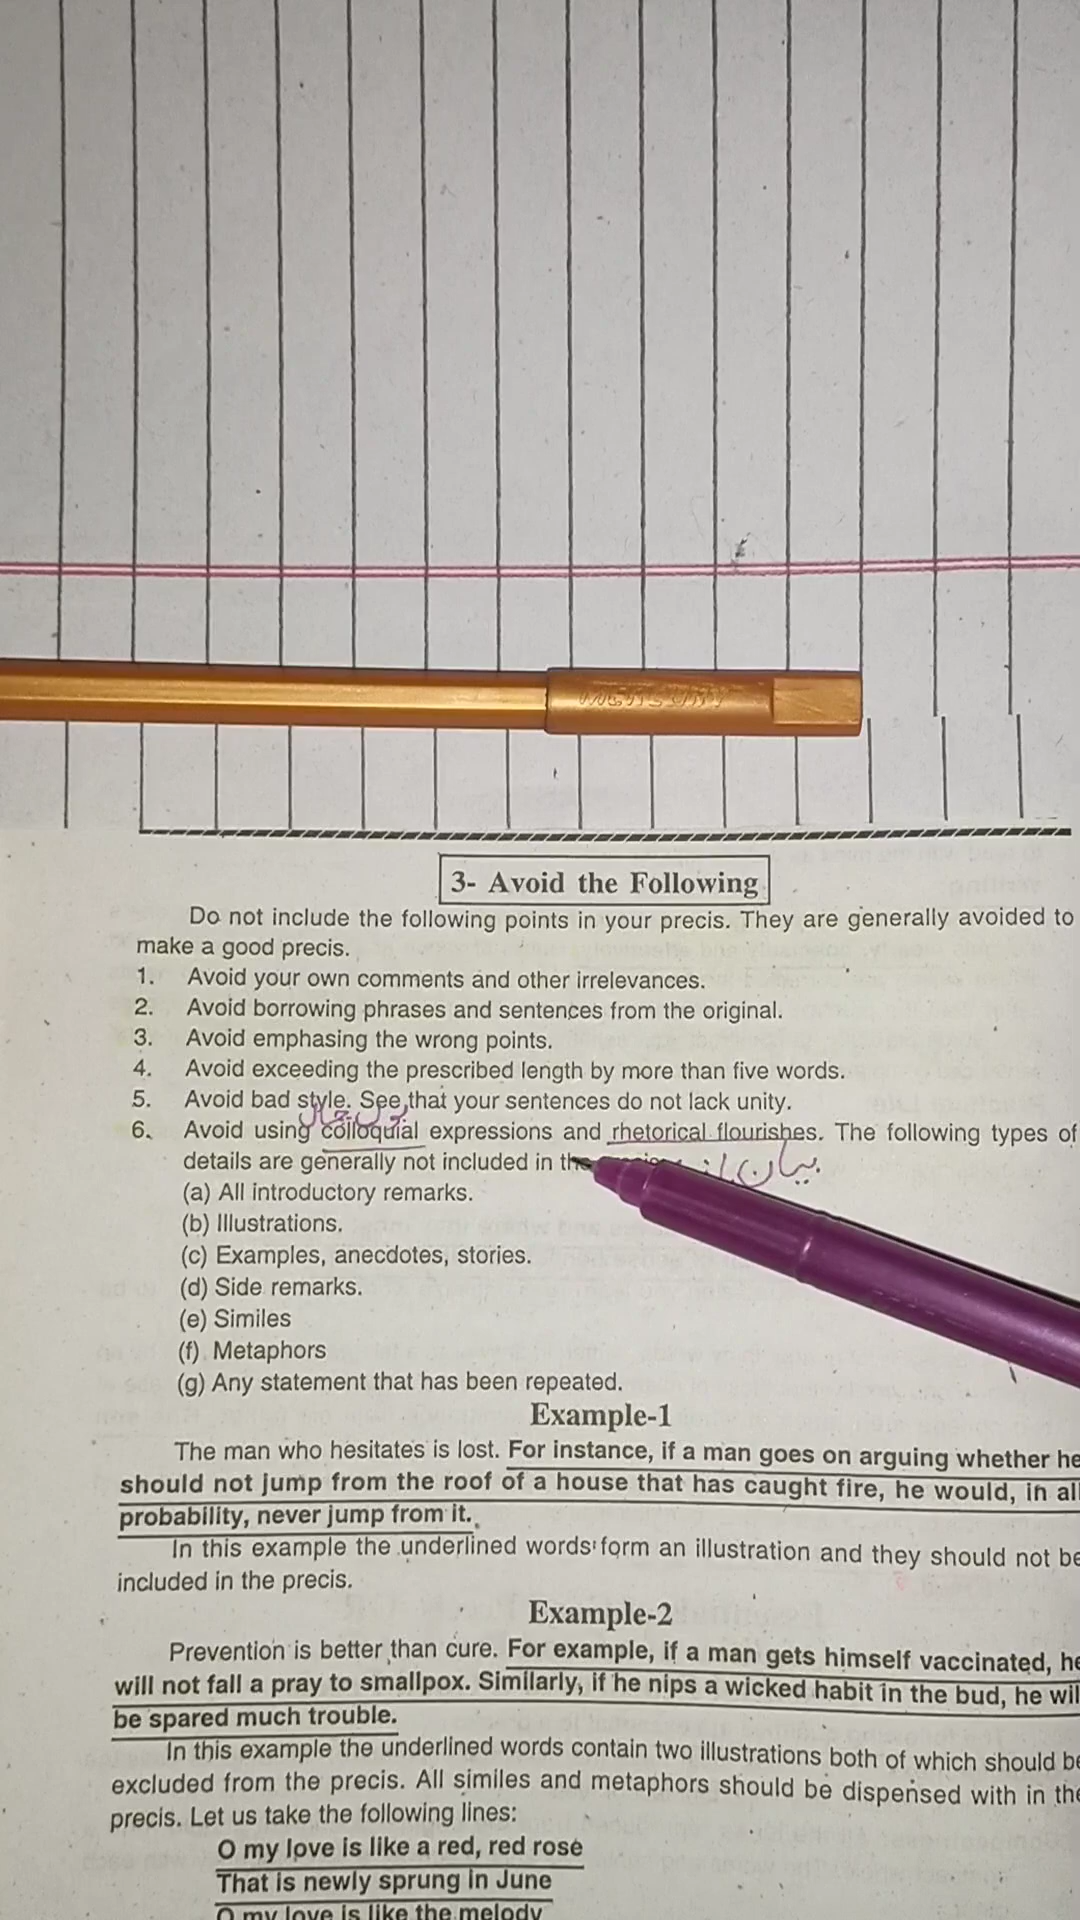 MERCURY
3- Avoid the Following
Do not include the following points in your precis. They are generally avoided to
make a good precis.
1. Avoid your own comments and other irrelevances.
2. Avoid borrowing phrases and sentences from the original.
3. Avoid emphasing the wrong points.
4. Avoid exceeding the prescribed length by more than five words.
5. Avoid bad style. See that your sentences do not lack unity.
بول چال
6. Avoid using colloquial expressions and rhetorical flourishes. The following types of
details are generally not included in the
بیان
(a) All introductory remarks.
(b) Illustrations.
(c) Examples, anecdotes, stories.
(d) Side remarks.
(e) Similes
(f) Metaphors
(g) Any statement that has been repeated.
Example-1
The man who hesitates is lost. For instance, if a man goes on arguing whether he
should not jump from the roof of a house that has caught fire, he would, in all
probability, never jump from it.
In this example the underlined words form an illustration and they should not be
included in the precis.
Example-2
Prevention is better than cure. For example, if a man gets himself vaccinated, he
will not fall a pray to smallpox. Similarly, if he nips a wicked habit in the bud, he wil
be spared much trouble.
In this example the underlined words contain two illustrations both of which should be
excluded from the precis. All similes and metaphors should be dispensed with in the
precis. Let us take the following lines:
O my love is like a red, red rose
That is newly sprung in June
O my love is like the melody